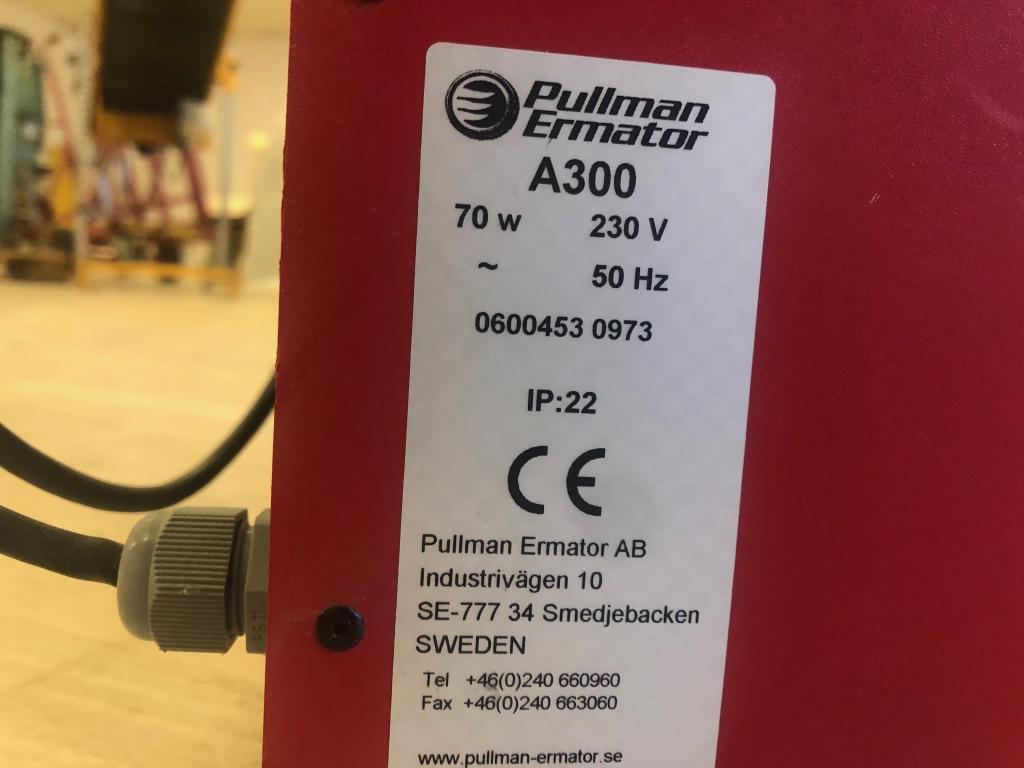 Pullman
Ermator
A300
70 w 230 V
~ 50 Hz
0600453 0973
IP:22
CE
Pullman Ermator AB
Industrivägen 10
SE-777 34 Smedjebacken
SWEDEN
Tel +46(0)240 660960
Fax +46(0)240 663060
www.pullman-ermator.se